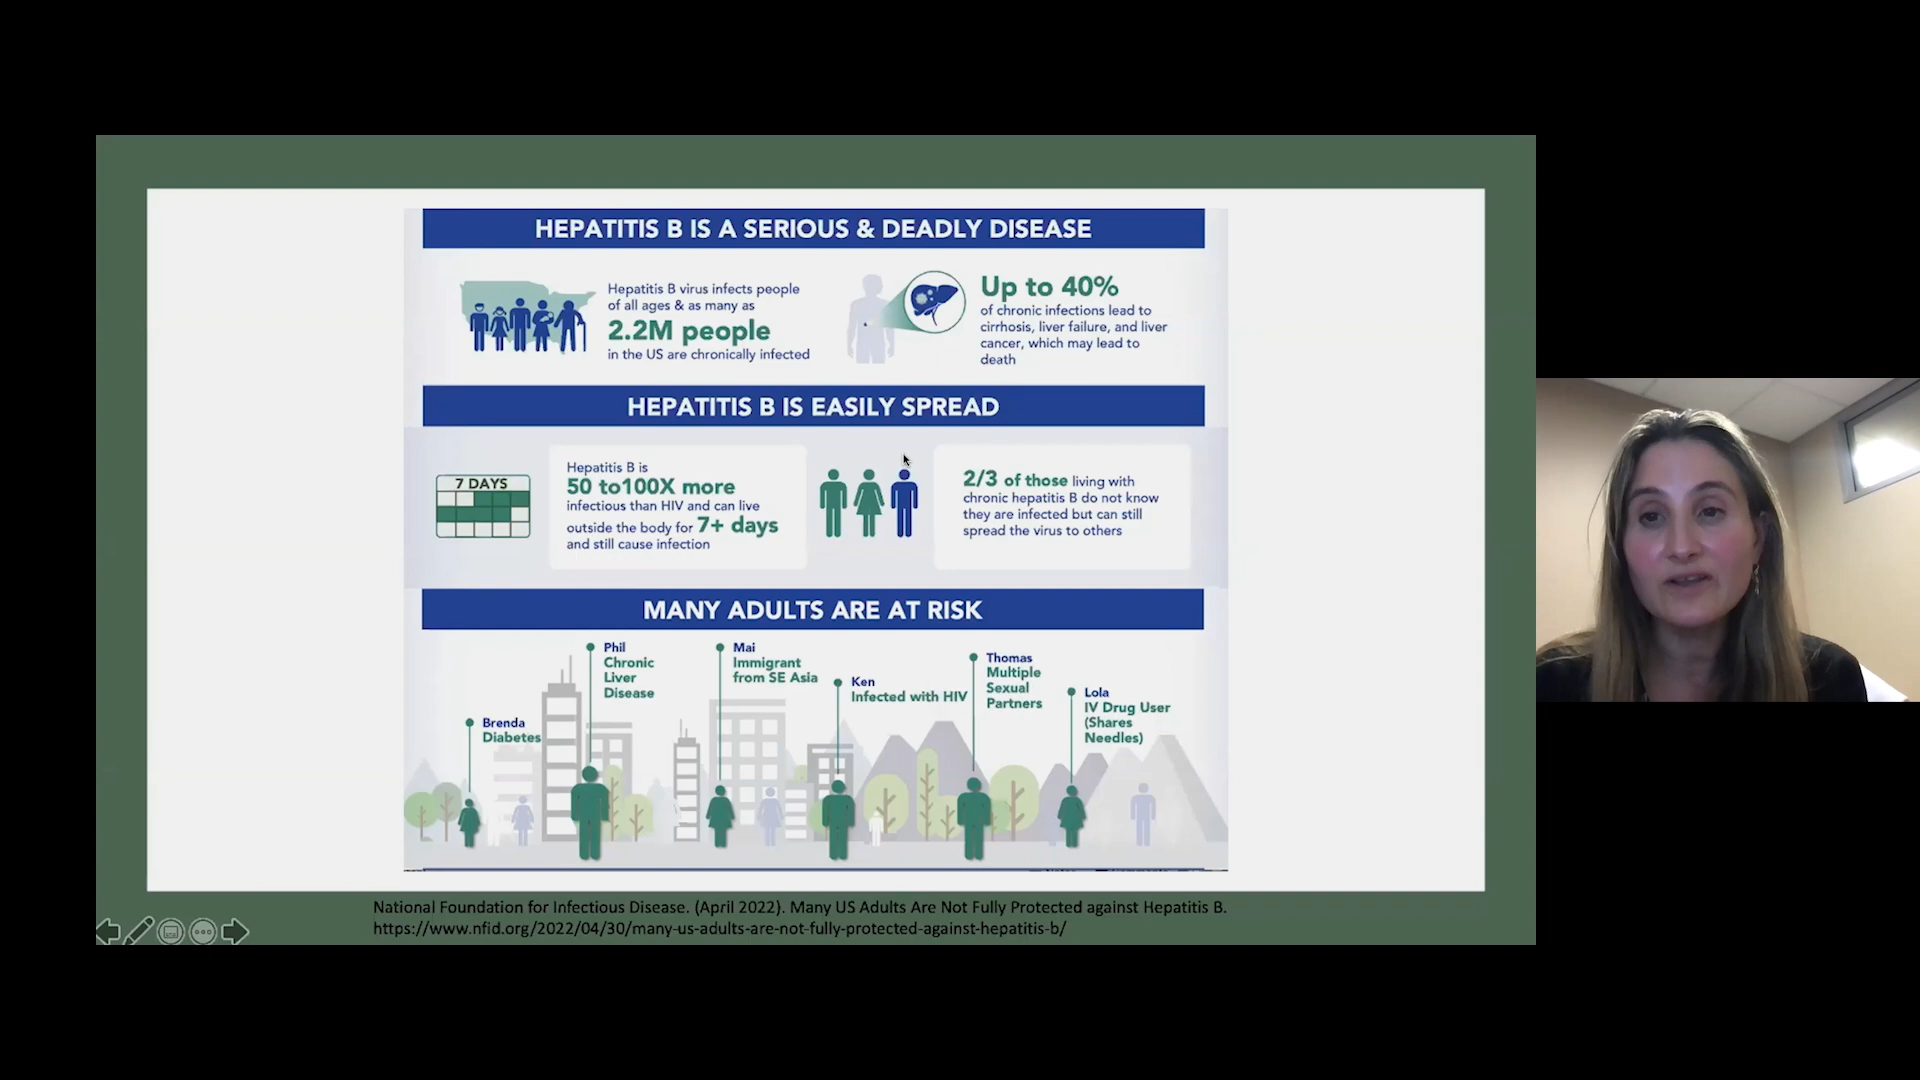 HEPATITIS B IS A SERIOUS & DEADLY DISEASE
Hepatitis B virus infects people
of all ages & as many as
2.2M people
in the US are chronically infected
Up to 40%
of chronic infections lead to
cirrhosis, liver failure, and liver
cancer, which may lead to
death
HEPATITIS B IS EASILY SPREAD
7 DAYS
Hepatitis B is
50 to100X more
infectious than HIV and can live
outside the body for 7+ days
and still cause infection
2/3 of those living with
chronic hepatitis B do not know
they are infected but can still
spread the virus to others
MANY ADULTS ARE AT RISK
Brenda
Diabetes
Phil
Chronic
Liver
Disease
Mai
Immigrant
from SE Asia
Ken
Infected with HIV
Thomas
Multiple
Sexual
Partners
Lola
IV Drug User
(Shares
Needles)
National Foundation for Infectious Disease. (April 2022). Many US Adults Are Not Fully Protected against Hepatitis B.
https://www.nfid.org/2022/04/30/many-us-adults-are-not-fully-protected-against-hepatitis-b/